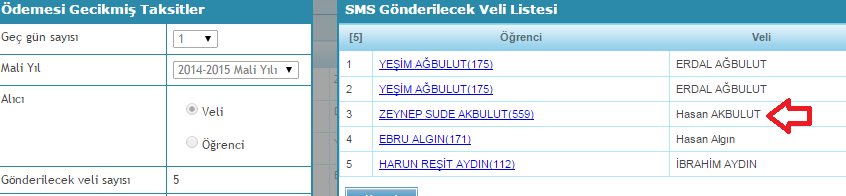 Ödemesi Gecikmiş Taksitler
Geç gün sayısı 1
Mali Yıl 2014-2015 Mali Yılı
Alıcı Veli
Öğrenci
Gönderilecek veli sayısı 5
SMS Gönderilecek Veli Listesi
[5] Öğrenci Veli
1 YEŞİM AĞBULUT(175) ERDAL AĞBULUT
2 YEŞİM AĞBULUT(175) ERDAL AĞBULUT
3 ZEYNEP SUDE AKBULUT(559) Hasan AKBULUT
4 EBRU ALGIN(171) Hasan Algın
5 HARUN REŞİT AYDIN(112) İBRAHİM AYDIN